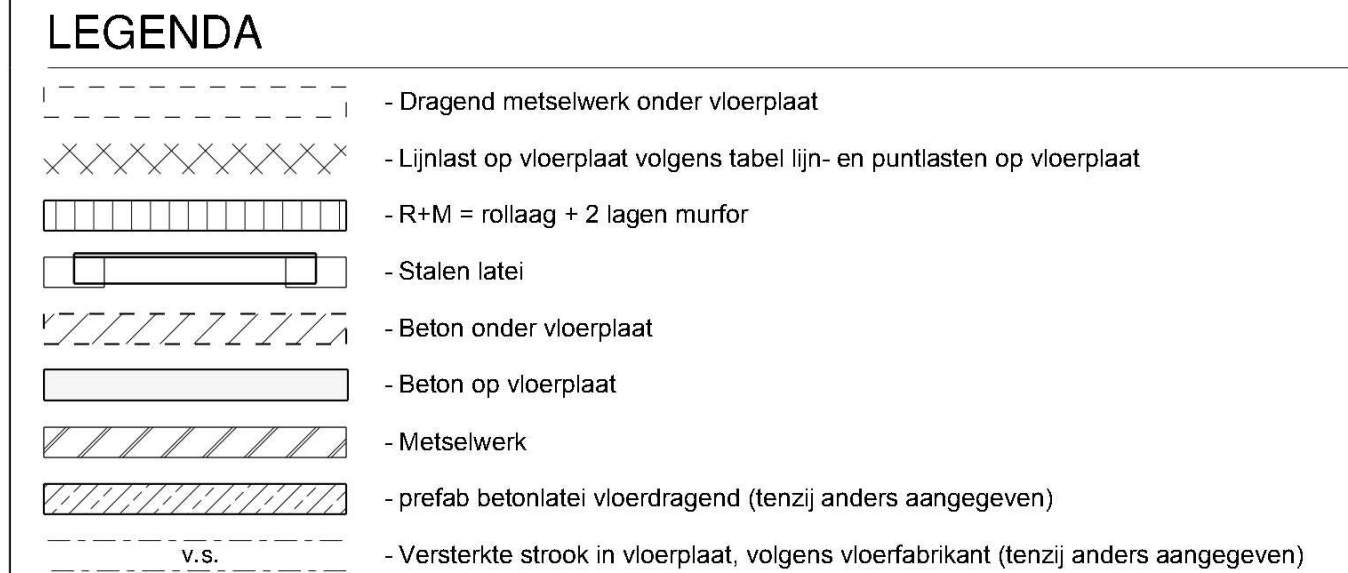 LEGENDA
- Dragend metselwerk onder vloerplaat
- Lijnlast op vloerplaat volgens tabel lijn- en puntlasten op vloerplaat
- R+M = rollaag + 2 lagen murfor
- Stalen latei
- Beton onder vloerplaat
- Beton op vloerplaat
- Metselwerk
- prefab betonlatei vloerdragend (tenzij anders aangegeven)
v.s. - Versterkte strook in vloerplaat, volgens vloerfabrikant (tenzij anders aangegeven)